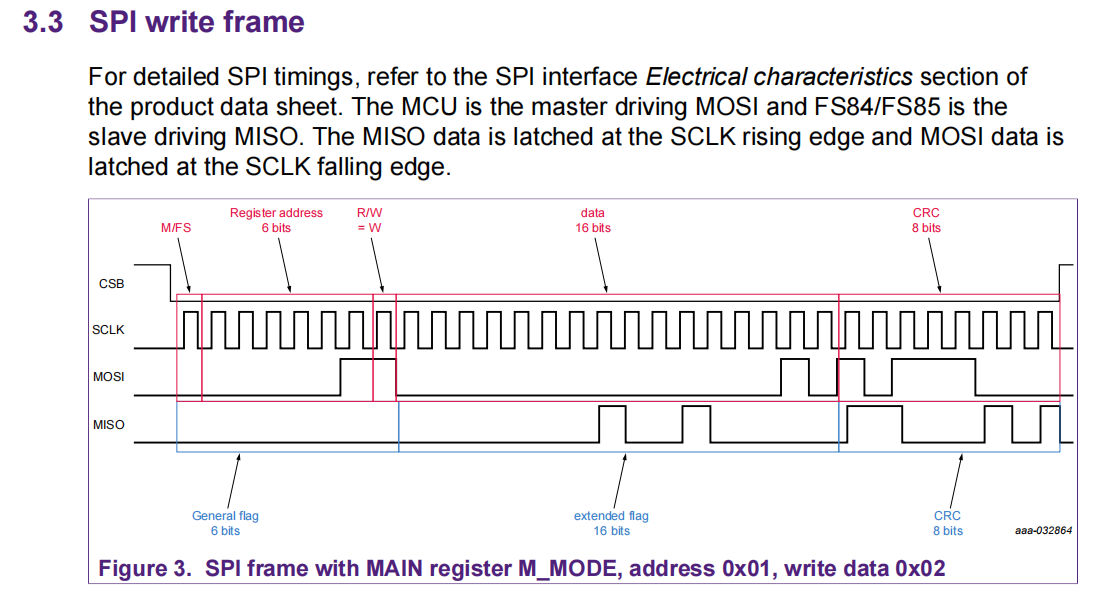 3.3 SPI write frame
For detailed SPI timings, refer to the SPI interface Electrical characteristics section of
the product data sheet. The MCU is the master driving MOSI and FS84/FS85 is the
slave driving MISO. The MISO data is latched at the SCLK rising edge and MOSI data is
latched at the SCLK falling edge.
M/FS
Register address
6 bits
R/W
= W
data
16 bits
CRC
8 bits
CSB
SCLK
MOSI
MISO
General flag
6 bits
extended flag
16 bits
CRC
8 bits
aaa-032864
Figure 3. SPI frame with MAIN register M_MODE, address 0x01, write data 0x02